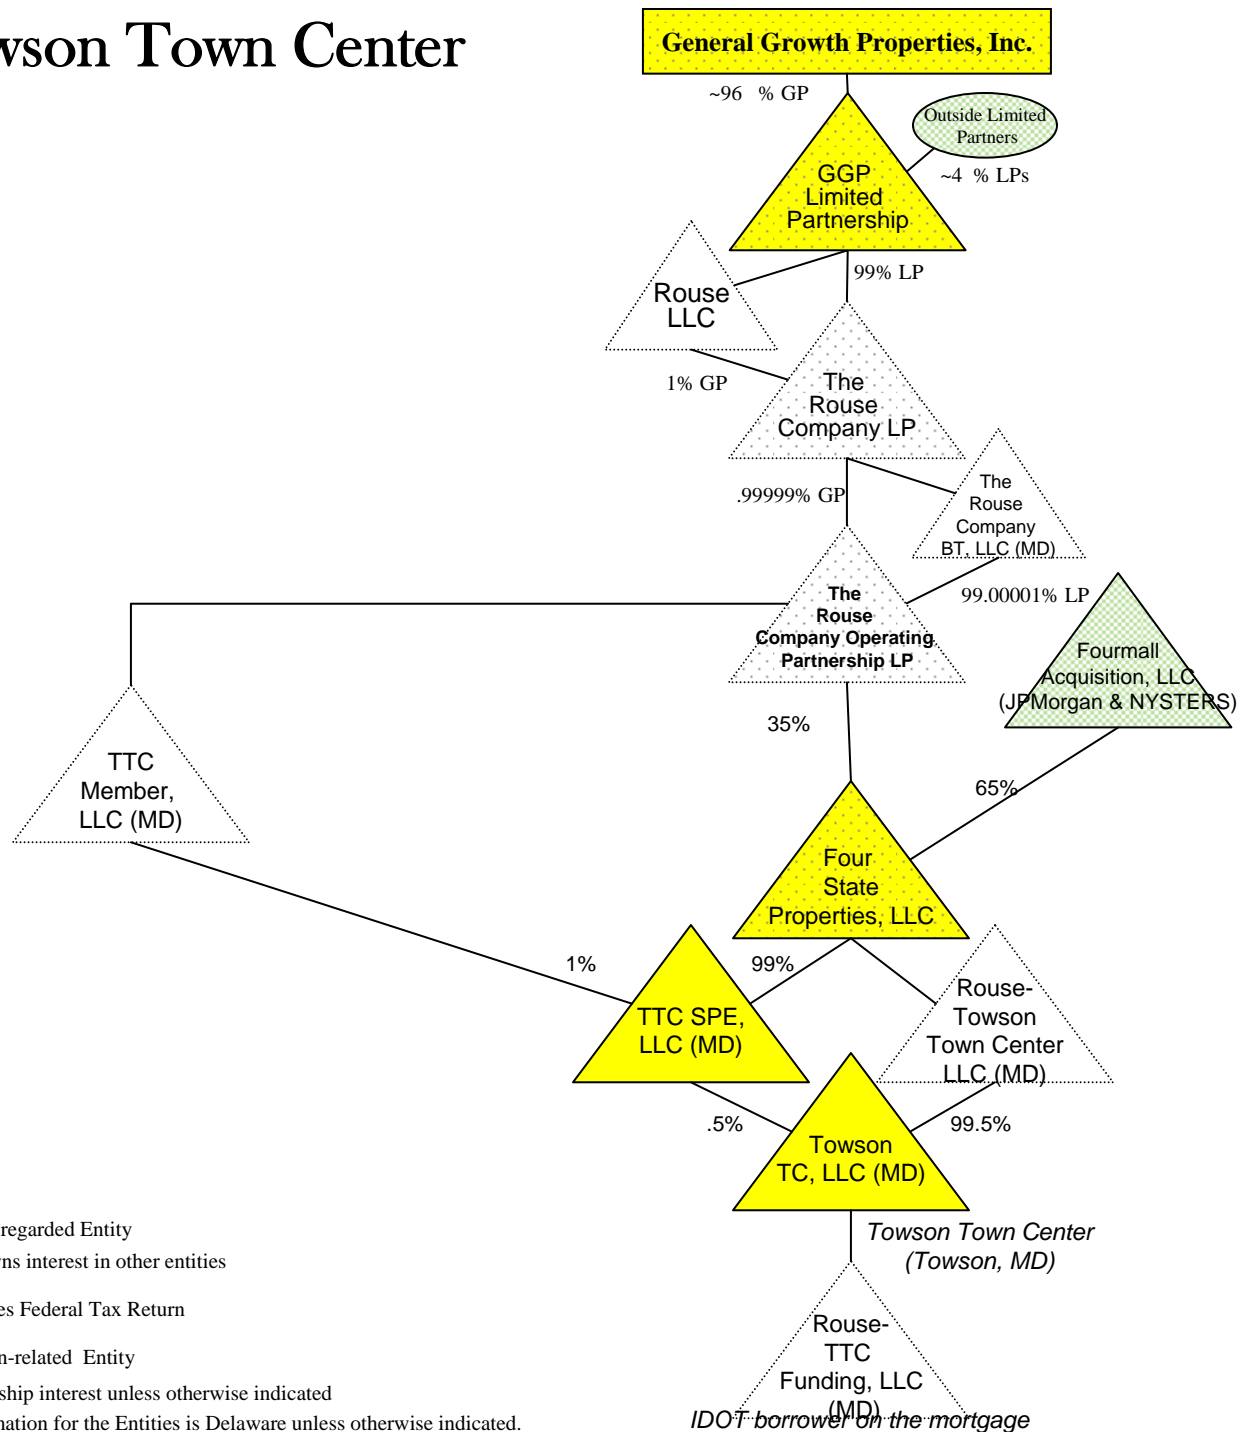 wson Town Center
General Growth Properties, Inc.
~96 % GP
Outside Limited
Partners
~4 % LPs
GGP
Limited
Partnership
99% LP
Rouse
LLC
1% GP
The
Rouse
Company LP
.99999% GP
The
Rouse
Company
BT, LLC (MD)
99.00001% LP
The
Rouse
Company Operating
Partnership LP
Fourmall
Acquisition, LLC
(JPMorgan & NYSTERS)
35%
65%
TTC
Member,
LLC (MD)
Four
State
Properties, LLC
1%
99%
TTC SPE,
LLC (MD)
Rouse-
Towson
Town Center
LLC (MD)
.5%
99.5%
Towson
TC, LLC (MD)
Towson Town Center
(Towson, MD)
Rouse-
TTC
Funding, LLC
(MD)
IDOT borrower on the mortgage
regarded Entity
ns interest in other entities
es Federal Tax Return
n-related Entity
ship interest unless otherwise indicated
nation for the Entities is Delaware unless otherwise indicated.